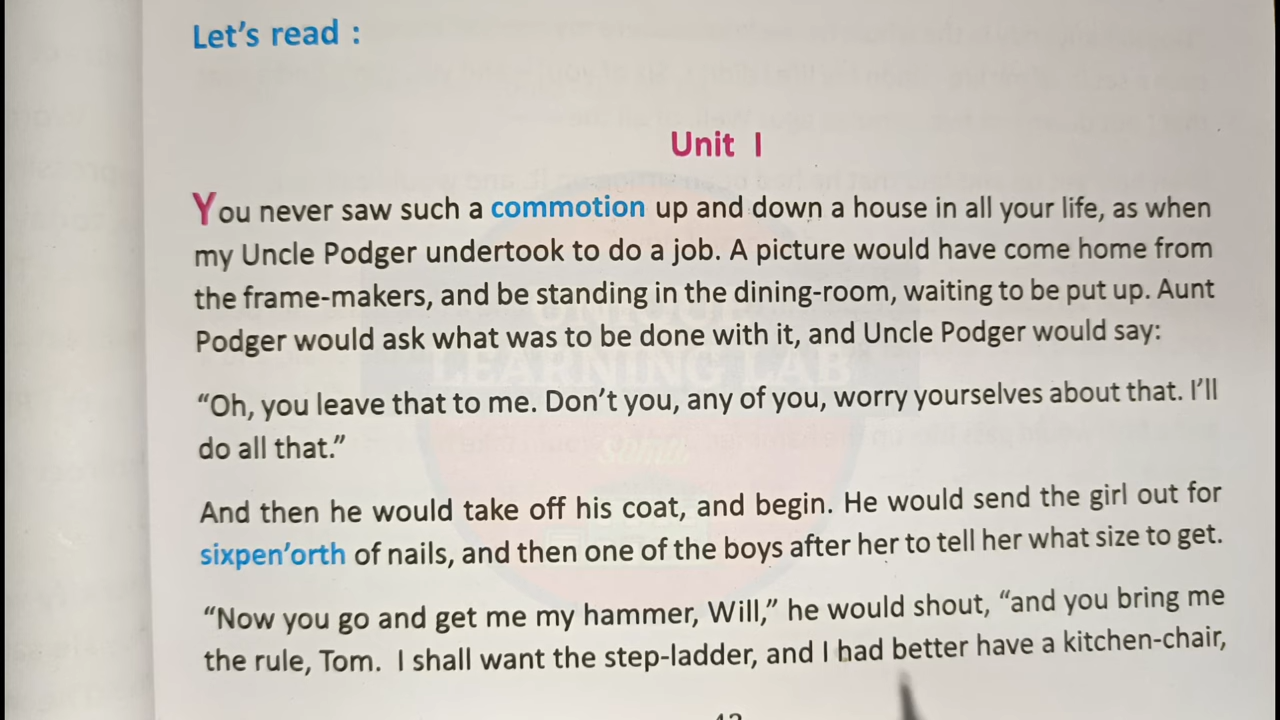 Let's read :
Unit I
You never saw such a commotion up and down a house in all your life, as when
my Uncle Podger undertook to do a job. A picture would have come home from
the frame-makers, and be standing in the dining-room, waiting to be put up. Aunt
Podger would ask what was to be done with it, and Uncle Podger would say:
“Oh, you leave that to me. Don’t you, any of you, worry yourselves about that. I’ll
do all that.”
And then he would take off his coat, and begin. He would send the girl out for
sixpen’orth of nails, and then one of the boys after her to tell her what size to get.
“Now you go and get me my hammer, Will,” he would shout, “and you bring me
the rule, Tom. I shall want the step-ladder, and I had better have a kitchen-chair,
LEARNING LAB